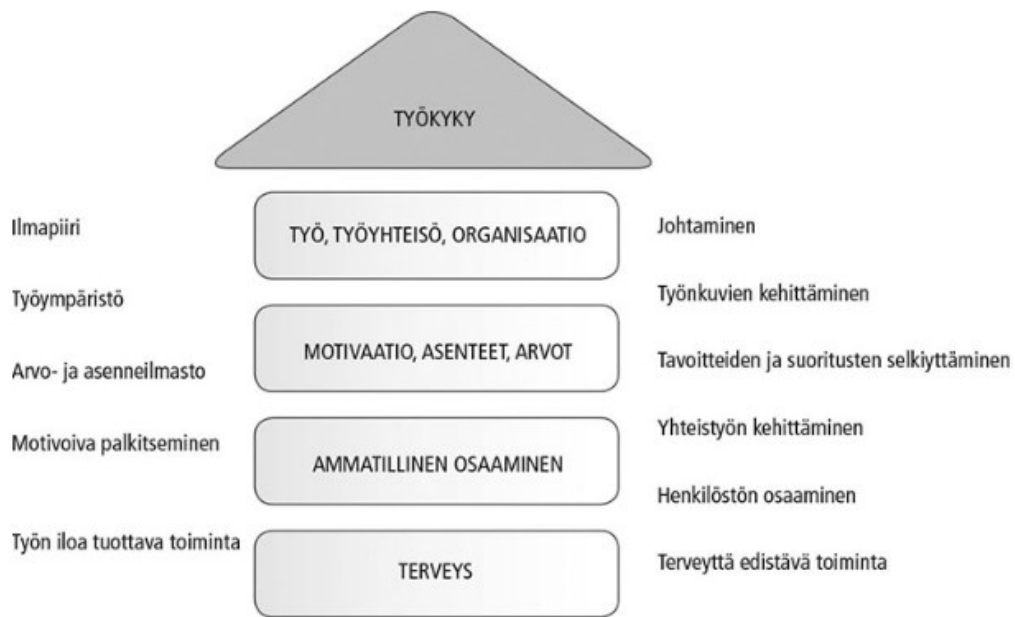 TYÖKYKY
Ilmapiiri
TYÖ, TYÖYHTEISÖ, ORGANISAATIO
Johtaminen
Työympäristö
Työnkuvien kehittäminen
MOTIVAATIO, ASENTEET, ARVOT
Arvo- ja asenneilmasto
Tavoitteiden ja suoritusten selkiyttäminen
Motivoiva palkitseminen
Yhteistyön kehittäminen
AMMATILLINEN OSAAMINEN
Henkilöstön osaaminen
Työn iloa tuottava toiminta
TERVEYS
Terveyttä edistävä toiminta